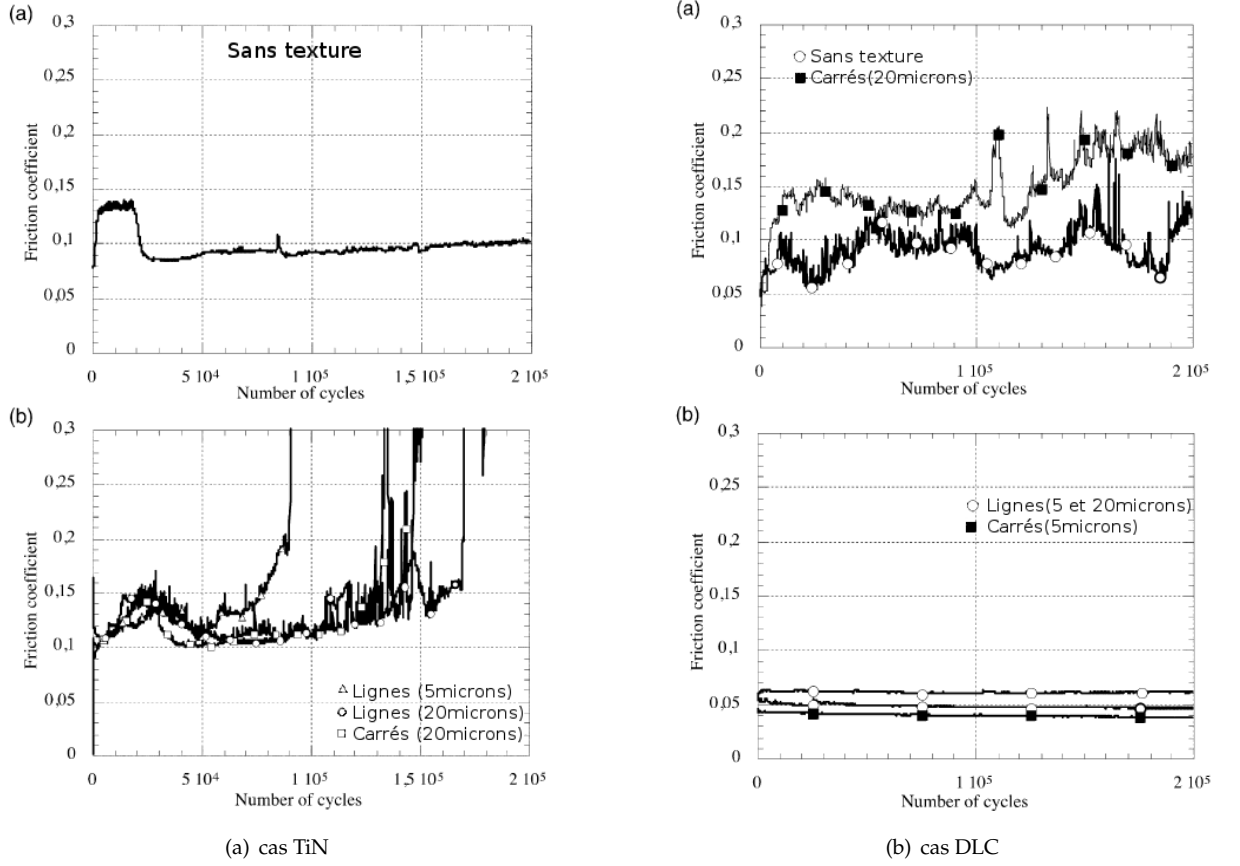 (a)
0,3
0,25
0,2
0,15
0,1
0,05
0
Friction coefficient
Sans texture
0
5 10⁴
1 10⁵
1,5 10⁵
2 10⁵
Number of cycles
(b)
0,3
0,25
0,2
0,15
0,1
0,05
0
Friction coefficient
Lignes (5microns)
Lignes (20microns)
Carrés (20microns)
0
5 10⁴
1 10⁵
1,5 10⁵
2 10⁵
Number of cycles
(a) cas TiN
(a)
0,3
0,25
0,2
0,15
0,1
0,05
0
Friction coefficient
Sans texture
Carrés(20microns)
0
1 10⁵
2 10⁵
Number of cycles
(b)
0,3
0,25
0,2
0,15
0,1
0,05
0
Friction coefficient
Lignes(5 et 20microns)
Carrés(5microns)
0
1 10⁵
2 10⁵
Number of cycles
(b) cas DLC